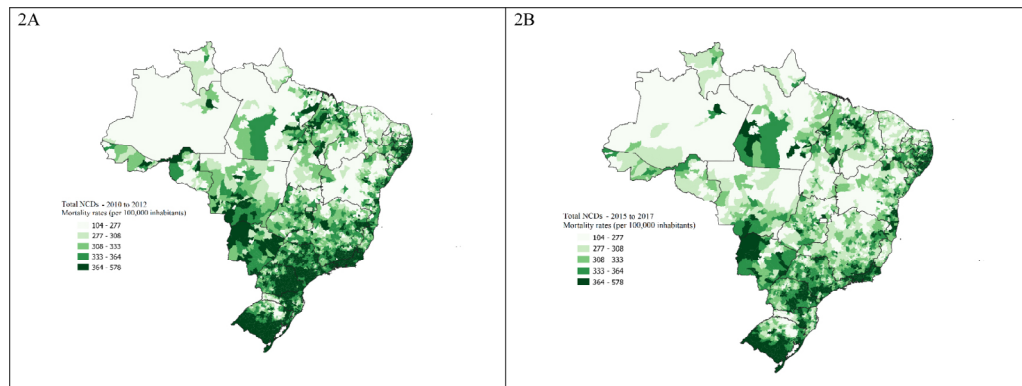 2A
Total NCDs - 2010 to 2012
Mortality rates (per 100,000 inhabitants)
104 - 277
277 - 308
308 - 333
333 - 364
364 - 578
2B
Total NCDs - 2015 to 2017
Mortality rates (per 100,000 inhabitants)
104 - 277
277 - 308
308 333
333 - 364
364 - 578